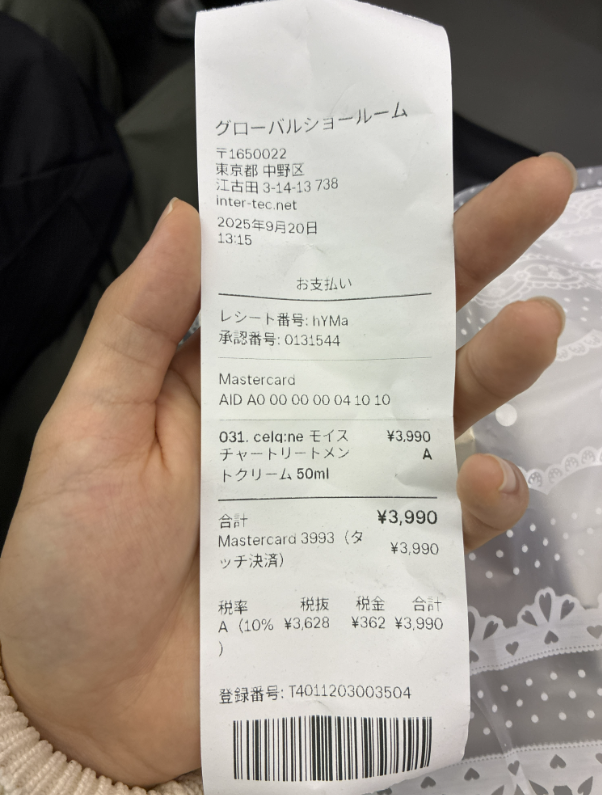 グローバルショールーム
〒1650022
東京都 中野区
江古田 3-14-13 738
inter-tec.net
2025年9月20日
13:15
お支払い
レシート番号: hYMa
承認番号: 0131544
Mastercard
AID A0 00 00 00 04 10 10
031. celq:ne モイス ¥3,990
チャートリートメン A
トクリーム 50ml
合計 ¥3,990
Mastercard 3993（タ
ッチ決済） ¥3,990
税率 税抜 税金 合計
A（10% ¥3,628 ¥362 ¥3,990
）
登録番号: T4011203003504